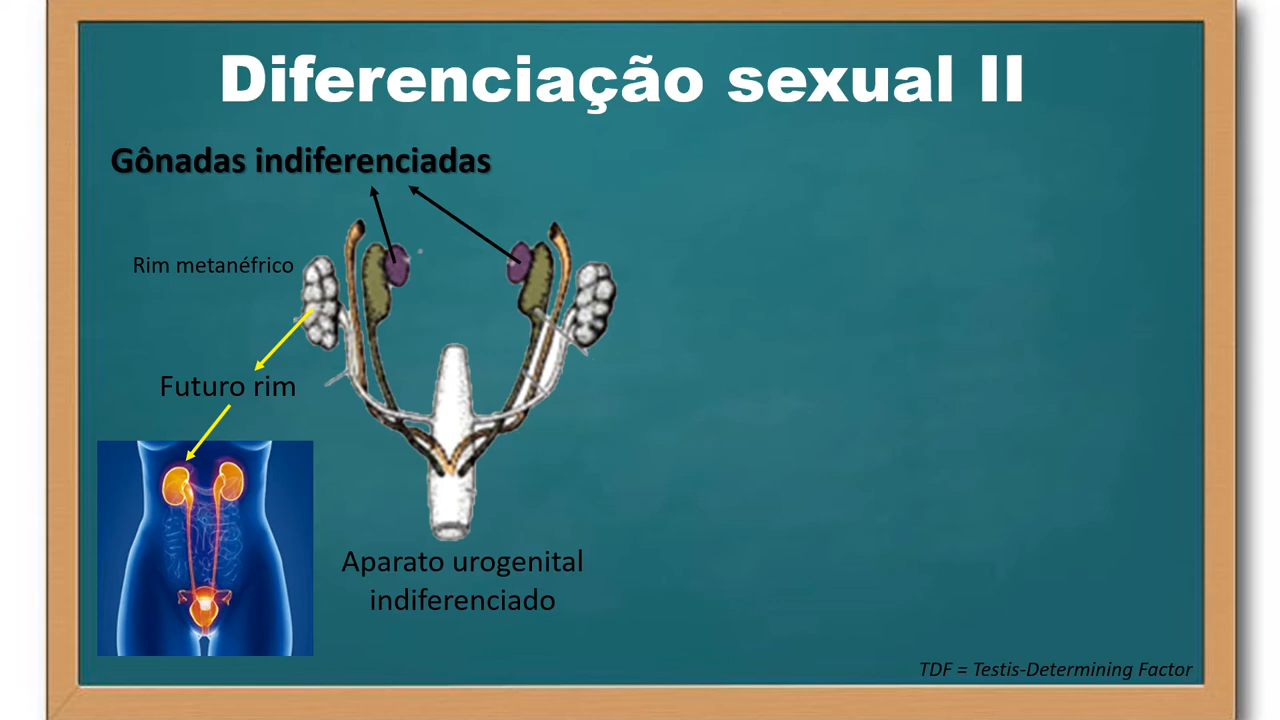 Diferenciação sexual II
Gônadas indiferenciadas
Rim metanéfrico
Futuro rim
Aparato urogenital
indiferenciado
TDF = Testis-Determining Factor